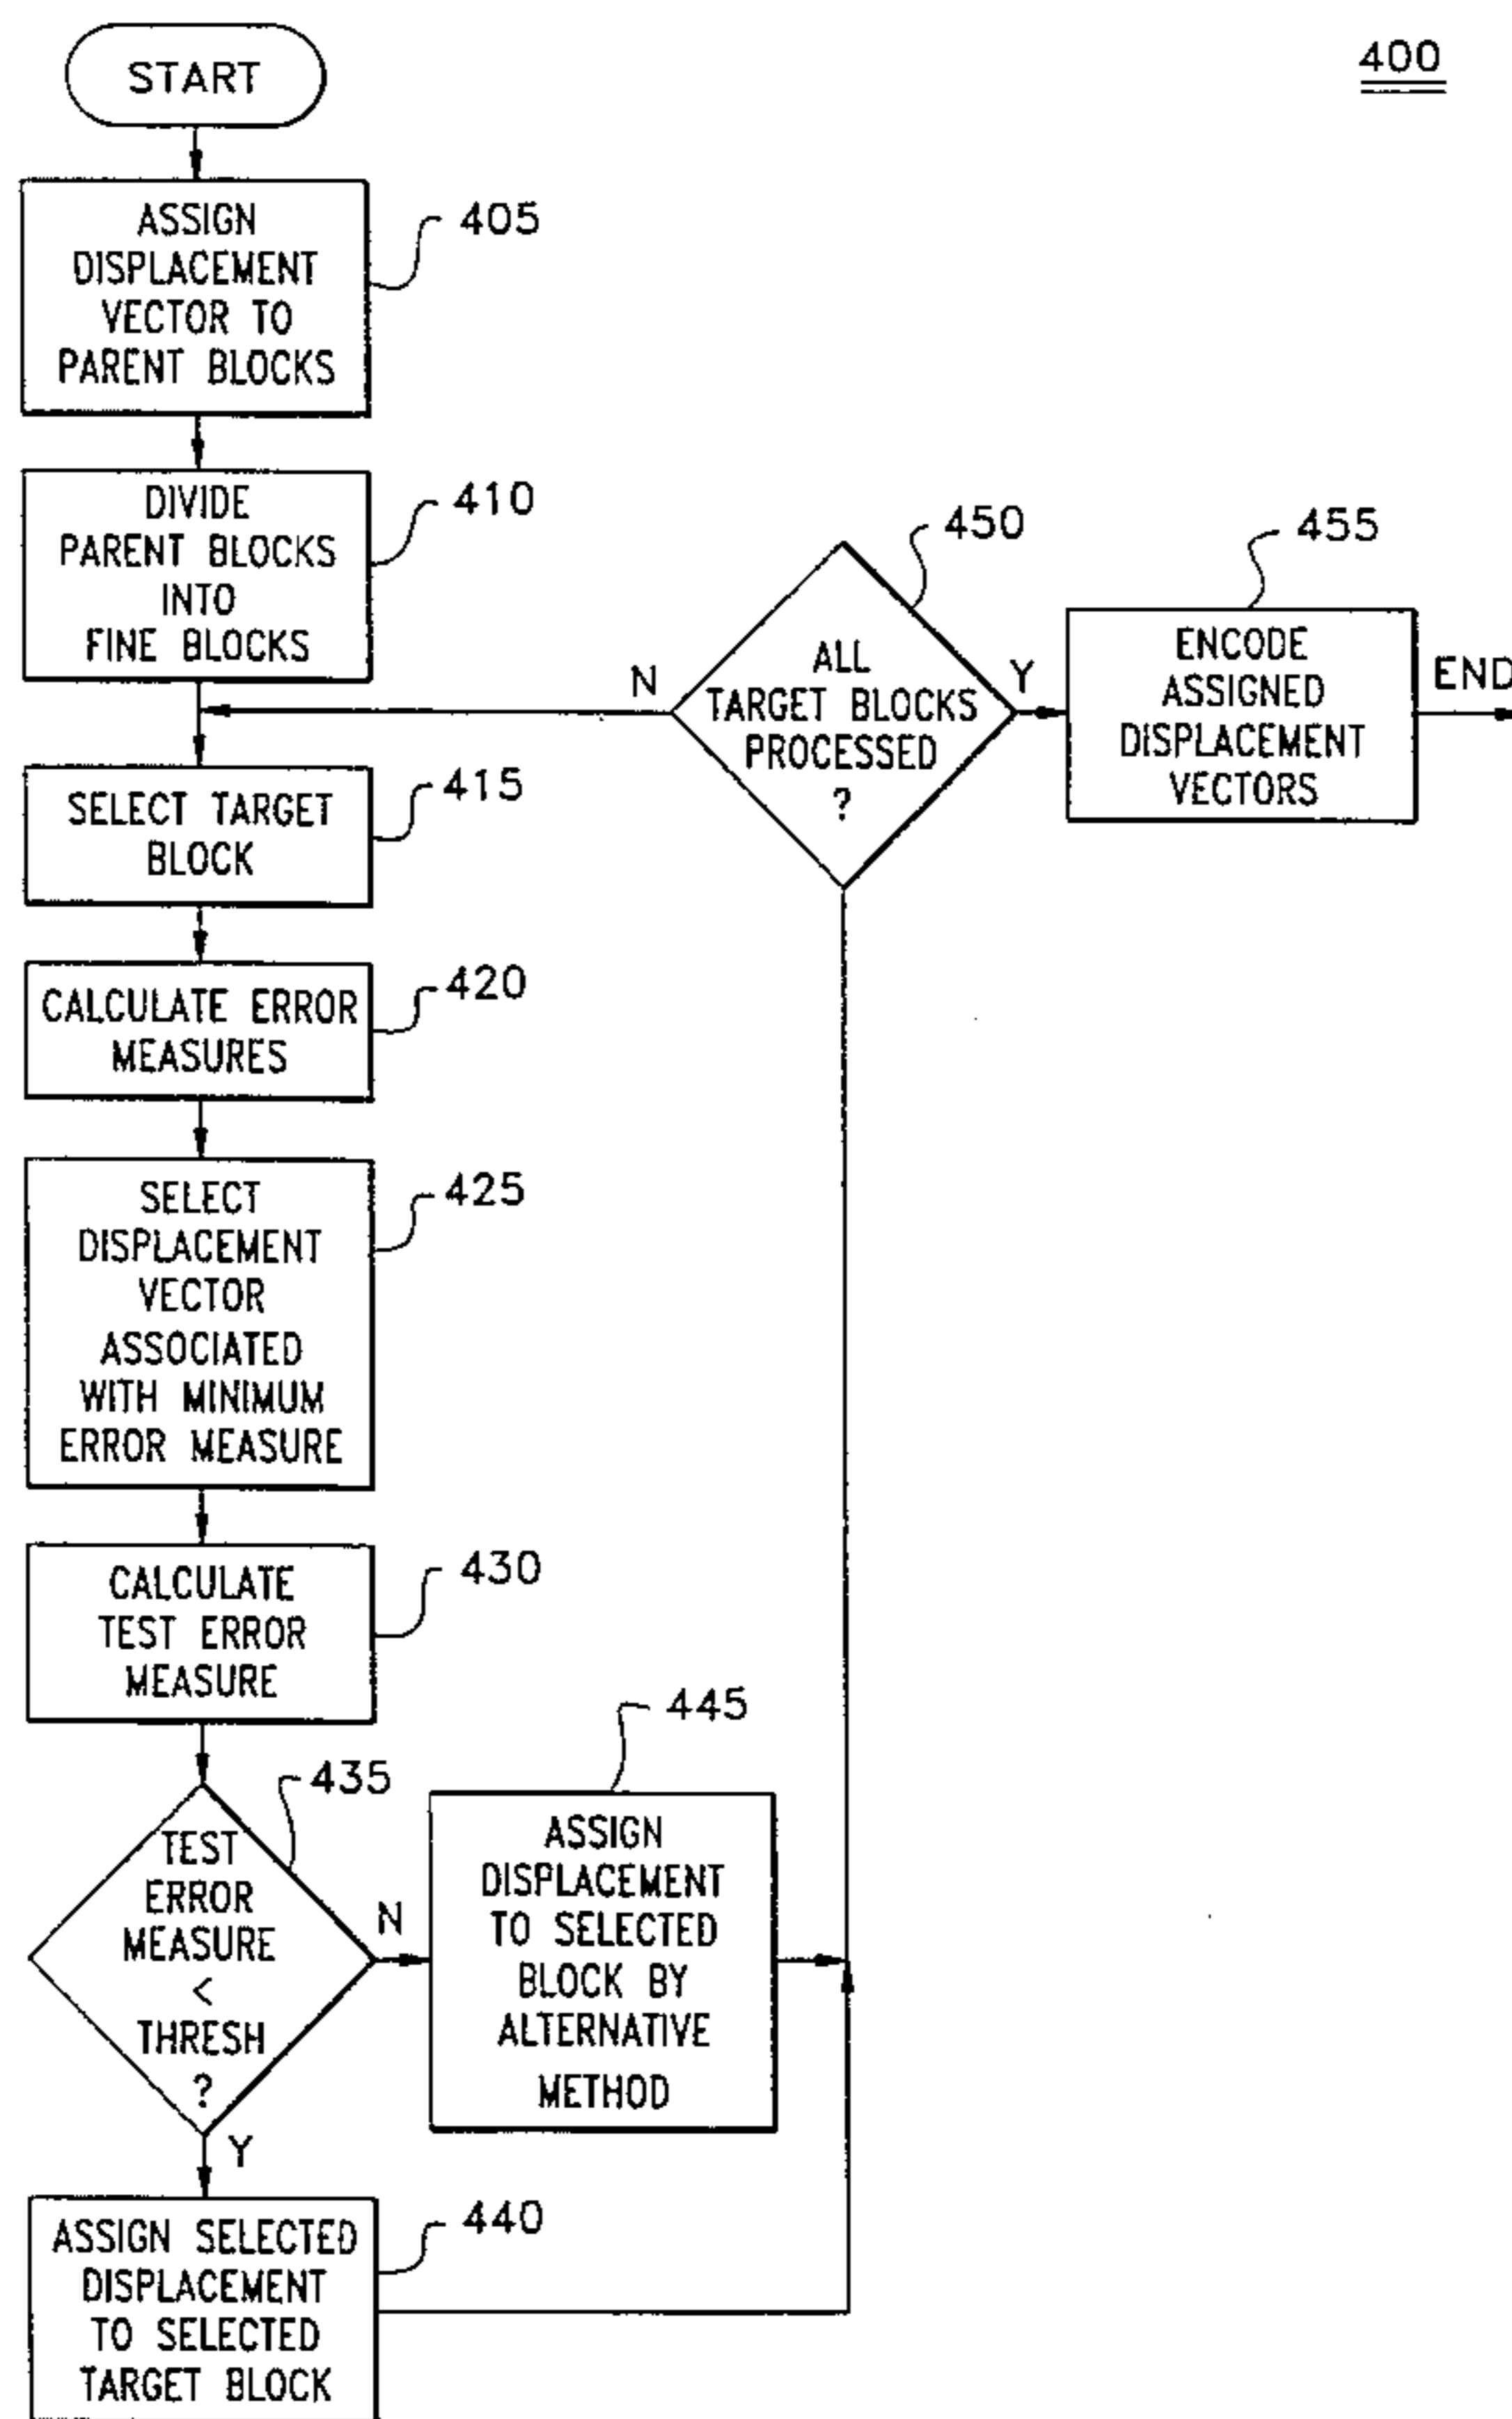 START
400
ASSIGN
DISPLACEMENT
VECTOR TO
PARENT BLOCKS
405
DIVIDE
PARENT BLOCKS
INTO
FINE BLOCKS
410
SELECT TARGET
BLOCK
415
CALCULATE ERROR
MEASURES
420
SELECT
DISPLACEMENT
VECTOR
ASSOCIATED
WITH MINIMUM
ERROR MEASURE
425
CALCULATE
TEST ERROR
MEASURE
430
TEST
ERROR
MEASURE
<
THRESH
?
435
N
Y
ASSIGN
DISPLACEMENT
TO SELECTED
BLOCK BY
ALTERNATIVE
METHOD
445
ASSIGN SELECTED
DISPLACEMENT
TO SELECTED
TARGET BLOCK
440
ALL
TARGET BLOCKS
PROCESSED
?
450
N
Y
ENCODE
ASSIGNED
DISPLACEMENT
VECTORS
455
END